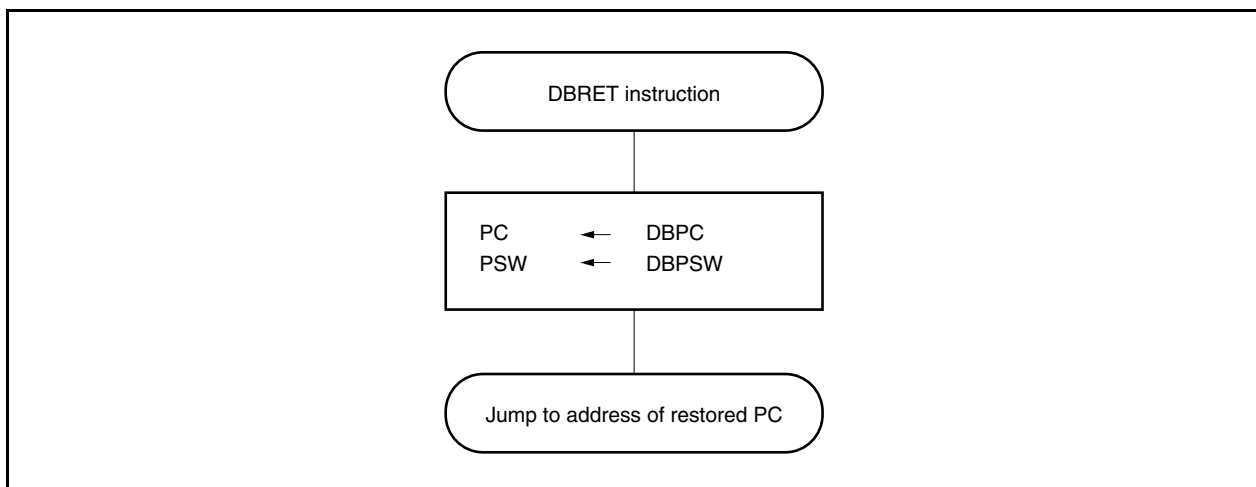 DBRET instruction
PC ← DBPC
PSW ← DBPSW
Jump to address of restored PC